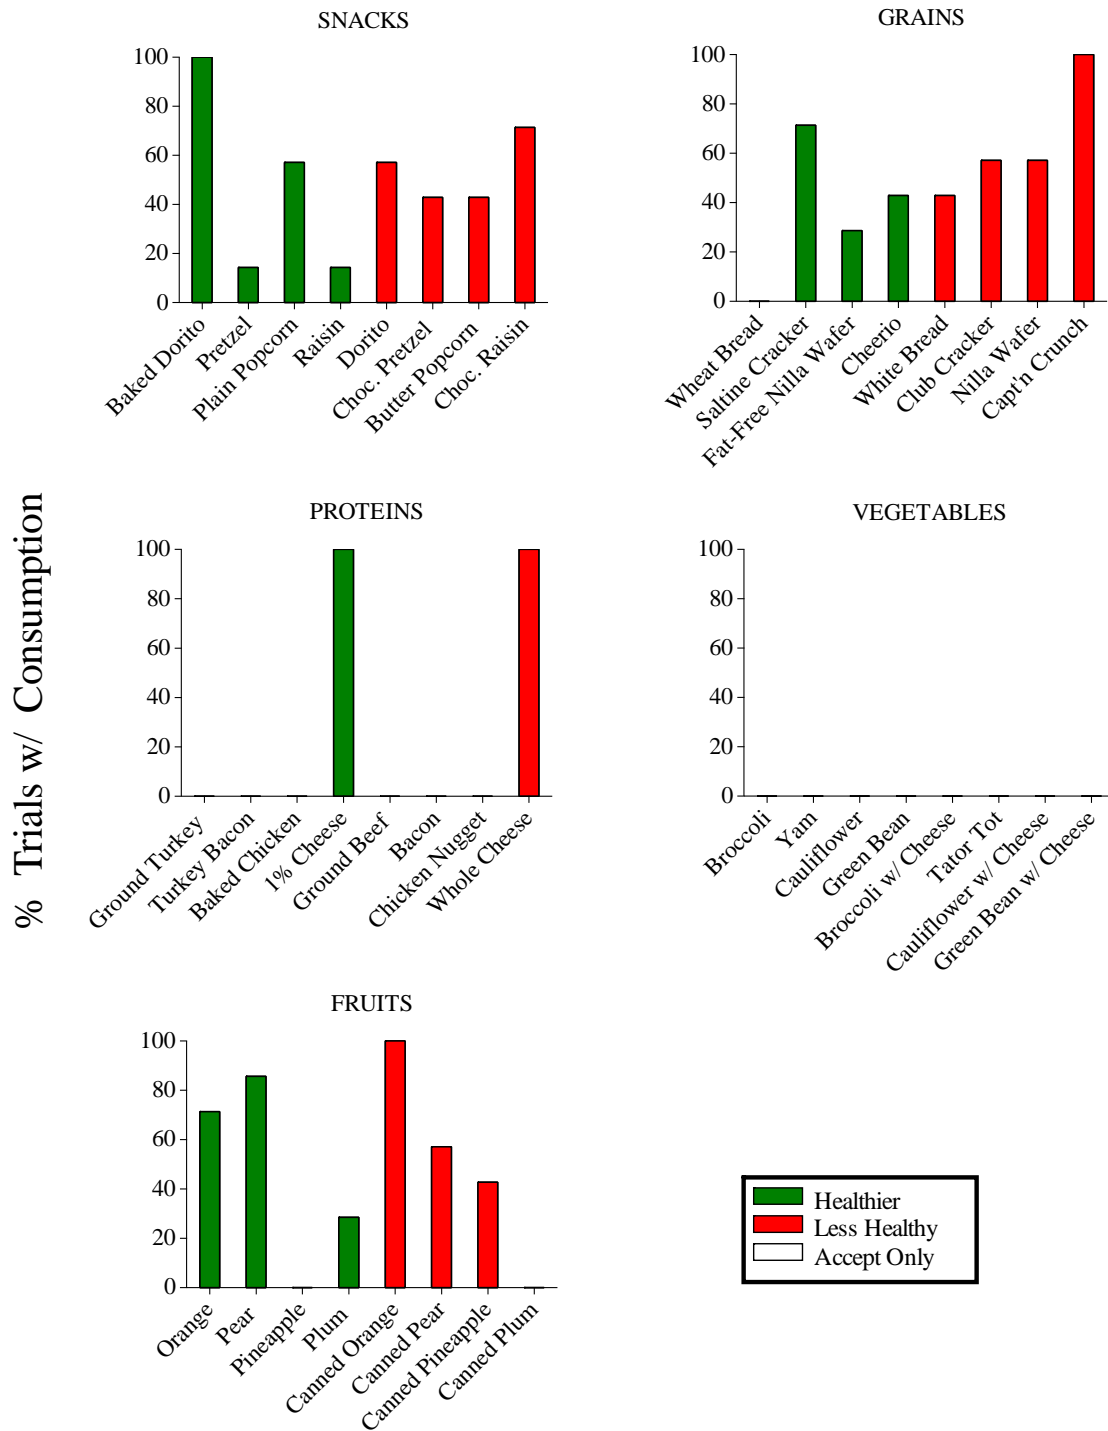 SNACKS
100
80
60
40
20
0
Baked Dorito
Pretzel
Plain Popcorn
Raisin
Dorito
Choc. Pretzel
Butter Popcorn
Choc. Raisin
GRAINS
100
80
60
40
20
0
Wheat Bread
Saltine Cracker
Fat-Free Nilla Wafer
Cheerio
White Bread
Club Cracker
Nilla Wafer
Capt'n Crunch
% Trials w/ Consumption
PROTEINS
100
80
60
40
20
0
Ground Turkey
Turkey Bacon
Baked Chicken
1% Cheese
Ground Beef
Bacon
Chicken Nugget
Whole Cheese
VEGETABLES
100
80
60
40
20
0
Broccoli
Yam
Cauliflower
Green Bean
Broccoli w/ Cheese
Tator Tot
Cauliflower w/ Cheese
Green Bean w/ Cheese
FRUITS
100
80
60
40
20
0
Orange
Pear
Pineapple
Plum
Canned Orange
Canned Pear
Canned Pineapple
Canned Plum
Healthier
Less Healthy
Accept Only